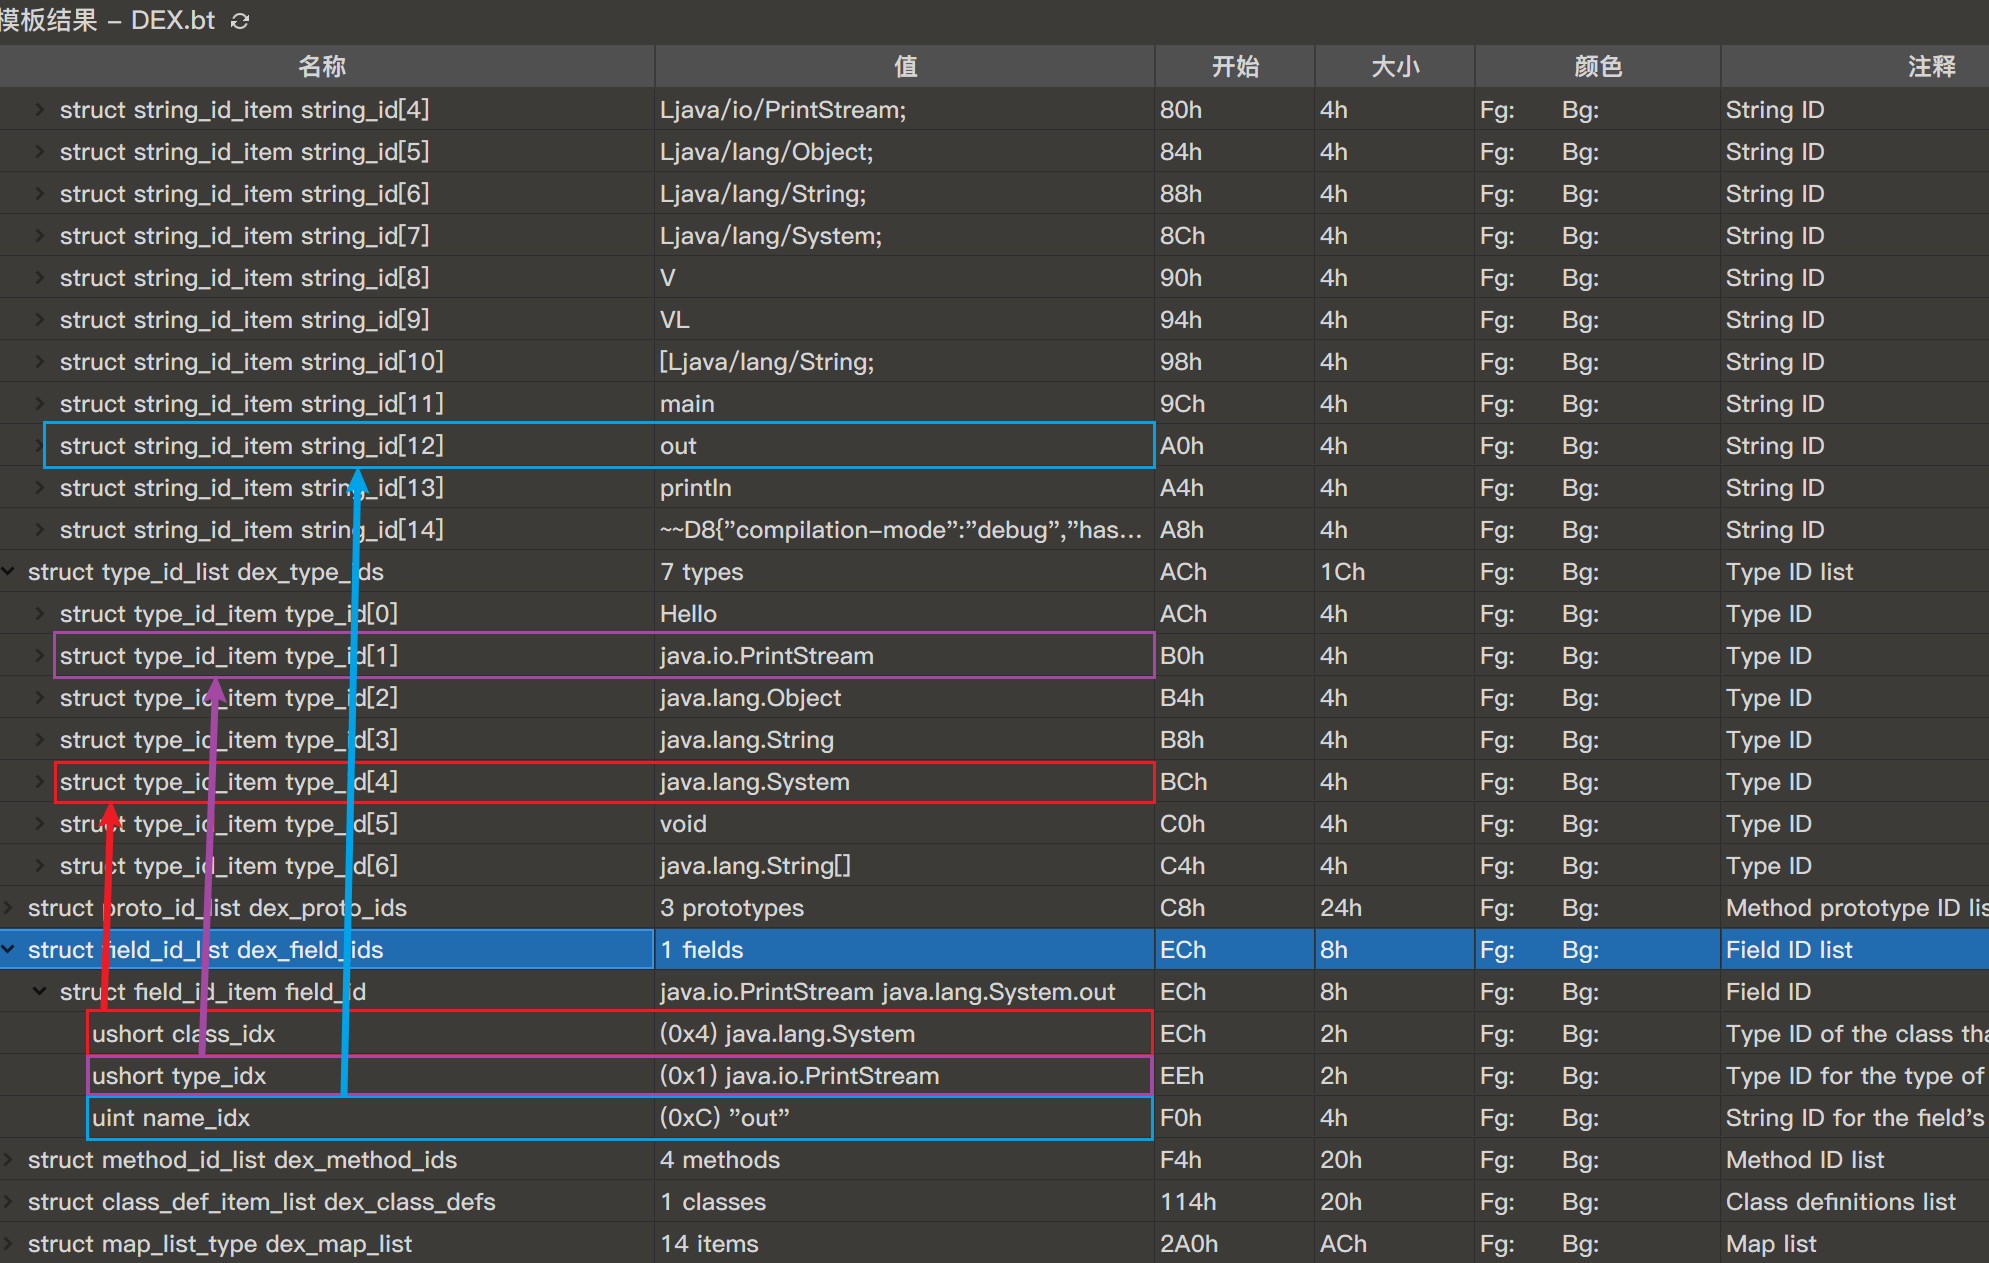 模板结果 – DEX.bt
名称 值 开始 大小 颜色 注释
struct string_id_item string_id[4] Ljava/io/PrintStream; 80h 4h Fg: Bg: String ID
struct string_id_item string_id[5] Ljava/lang/Object; 84h 4h Fg: Bg: String ID
struct string_id_item string_id[6] Ljava/lang/String; 88h 4h Fg: Bg: String ID
struct string_id_item string_id[7] Ljava/lang/System; 8Ch 4h Fg: Bg: String ID
struct string_id_item string_id[8] V 90h 4h Fg: Bg: String ID
struct string_id_item string_id[9] VL 94h 4h Fg: Bg: String ID
struct string_id_item string_id[10] [Ljava/lang/String; 98h 4h Fg: Bg: String ID
struct string_id_item string_id[11] main 9Ch 4h Fg: Bg: String ID
struct string_id_item string_id[12] out A0h 4h Fg: Bg: String ID
struct string_id_item string_id[13] println A4h 4h Fg: Bg: String ID
struct string_id_item string_id[14] ~~D8{”compilation-mode”:”debug”,”has... A8h 4h Fg: Bg: String ID
struct type_id_list dex_type_ids 7 types ACh 1Ch Fg: Bg: Type ID list
struct type_id_item type_id[0] Hello ACh 4h Fg: Bg: Type ID
struct type_id_item type_id[1] java.io.PrintStream B0h 4h Fg: Bg: Type ID
struct type_id_item type_id[2] java.lang.Object B4h 4h Fg: Bg: Type ID
struct type_id_item type_id[3] java.lang.String B8h 4h Fg: Bg: Type ID
struct type_id_item type_id[4] java.lang.System BCh 4h Fg: Bg: Type ID
struct type_id_item type_id[5] void C0h 4h Fg: Bg: Type ID
struct type_id_item type_id[6] java.lang.String[] C4h 4h Fg: Bg: Type ID
struct proto_id_list dex_proto_ids 3 prototypes C8h 24h Fg: Bg: Method prototype ID lis
struct field_id_list dex_field_ids 1 fields ECh 8h Fg: Bg: Field ID list
struct field_id_item field_id java.io.PrintStream java.lang.System.out ECh 8h Fg: Bg: Field ID
ushort class_idx (0x4) java.lang.System ECh 2h Fg: Bg: Type ID of the class tha
ushort type_idx (0x1) java.io.PrintStream EEh 2h Fg: Bg: Type ID for the type of
uint name_idx (0xC) ”out” F0h 4h Fg: Bg: String ID for the field’s
struct method_id_list dex_method_ids 4 methods F4h 20h Fg: Bg: Method ID list
struct class_def_item_list dex_class_defs 1 classes 114h 20h Fg: Bg: Class definitions list
struct map_list_type dex_map_list 14 items 2A0h ACh Fg: Bg: Map list